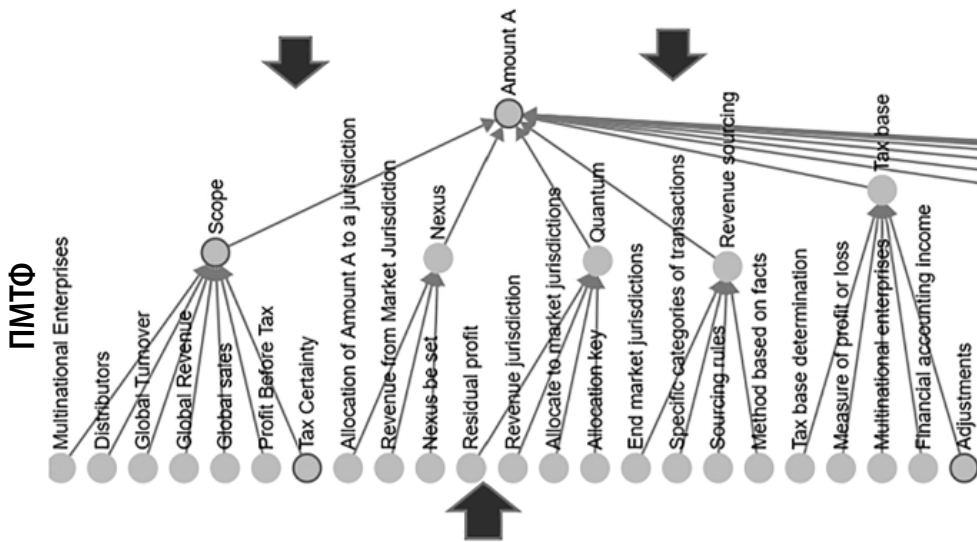 ПМТФ
Amount A
Scope
Nexus
Quantum
Revenue sourcing
Tax base
Multinational Enterprises
Distributors
Global Turnover
Global Revenue
Global sales
Profit Before Tax
Tax Certainty
Allocation of Amount A to a jurisdiction
Revenue from Market Jurisdiction
Nexus be set
Residual profit
Revenue jurisdiction
Allocate to market jurisdictions
Allocation key
End market jurisdictions
Specific categories of transactions
Sourcing rules
Method based on facts
Tax base determination
Measure of profit or loss
Multinational enterprises
Financial accounting income
Adjustments